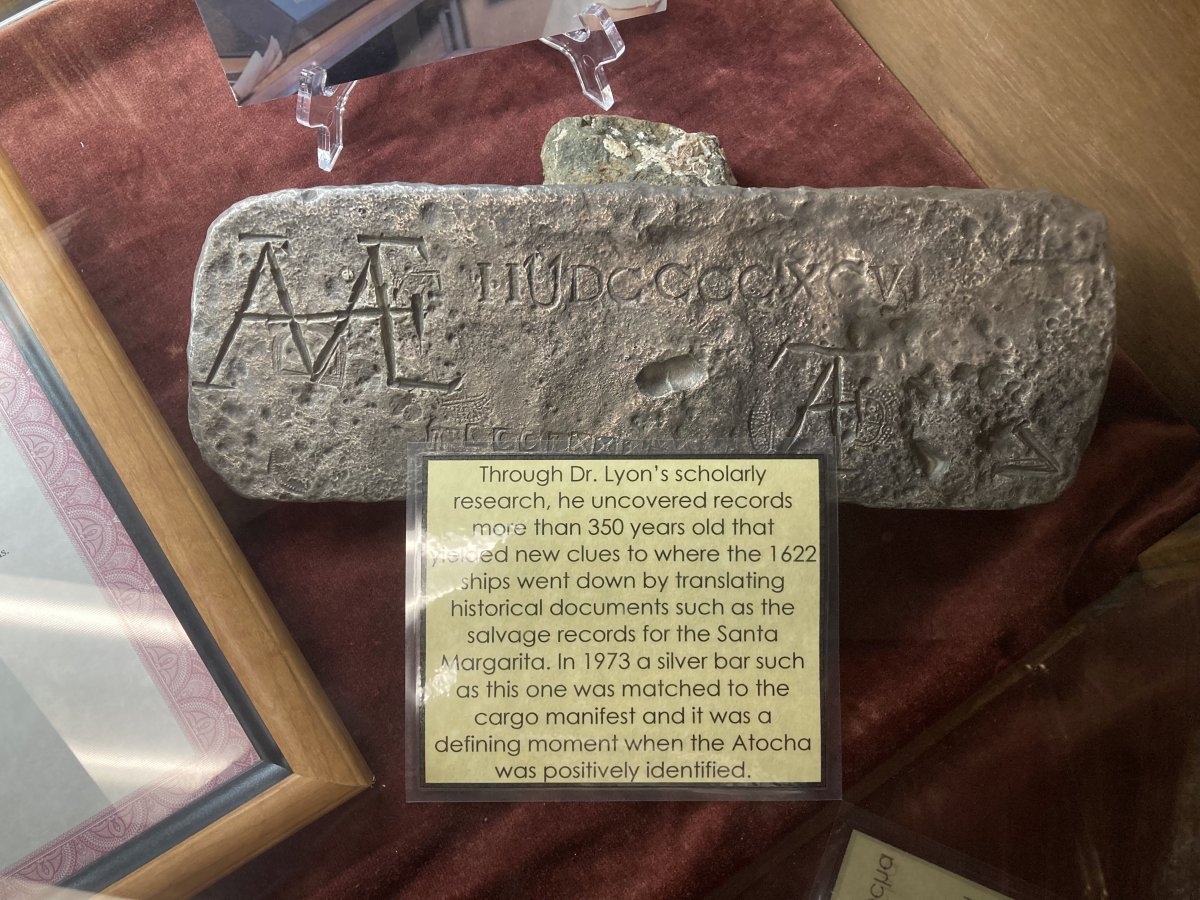 Through Dr. Lyon's scholarly
research, he uncovered records
more than 350 years old that
yielded new clues to where the 1622
ships went down by translating
historical documents such as the
salvage records for the Santa
Margarita. In 1973 a silver bar such
as this one was matched to the
cargo manifest and it was a
defining moment when the Atocha
was positively identified.